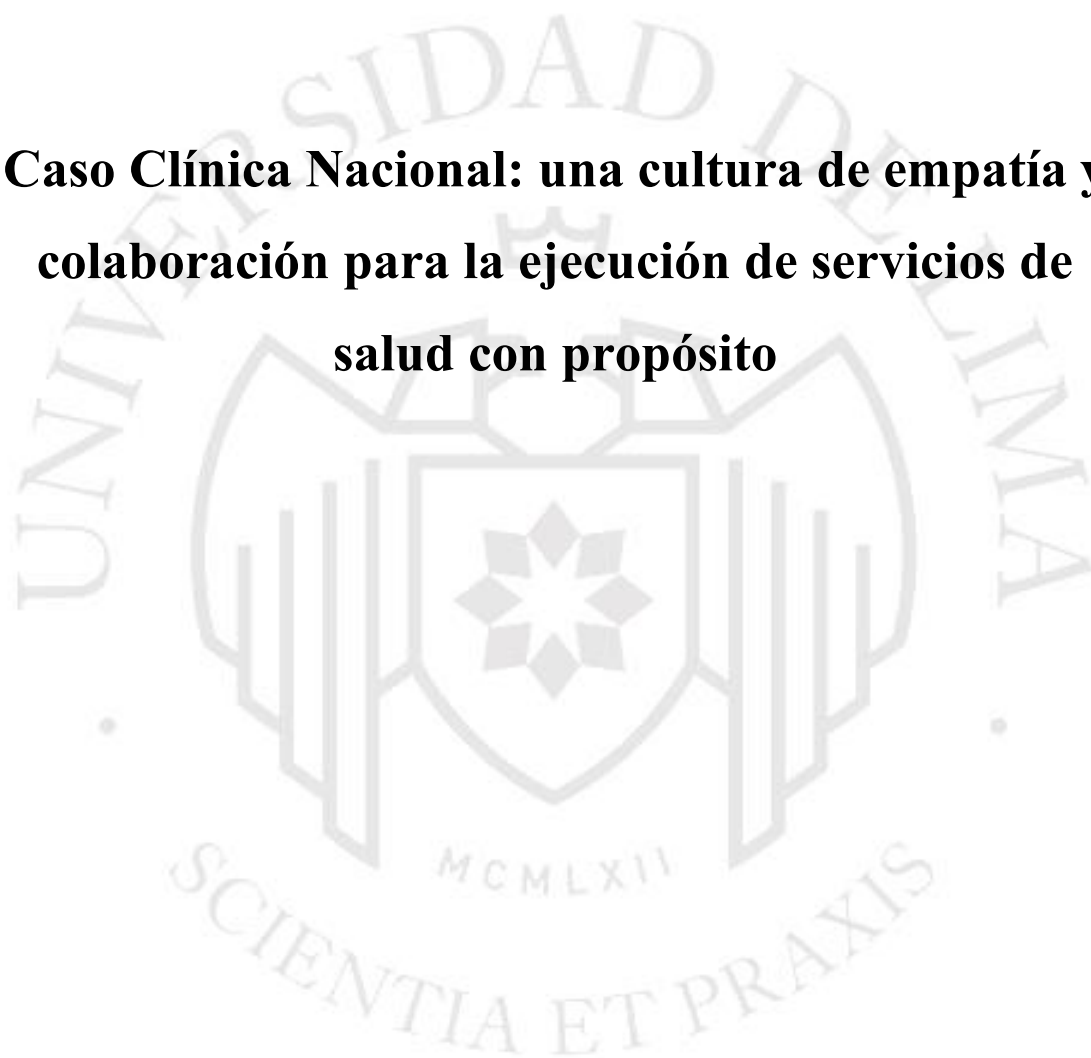 UNIVERSIDAD DE LIMA
Caso Clínica Nacional: una cultura de empatía y
colaboración para la ejecución de servicios de
salud con propósito
MCMLXII
SCIENTIA ET PRAXIS